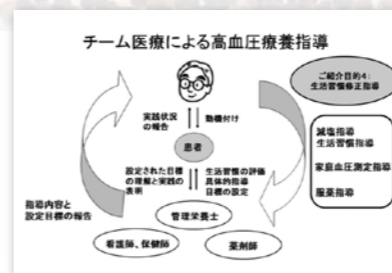 チーム医療による高血圧療養指導
ご紹介目的4:
生活習慣修正指導
実践状況
の報告
動機付け
患者
減塩指導
生活習慣指導
家庭血圧測定指導
服薬指導
設定された目標
の理解と実践の
表明
生活習慣の評価
具体的指導
目標の設定
指導内容と
設定目標の報告
管理栄養士
看護師、保健師
薬剤師